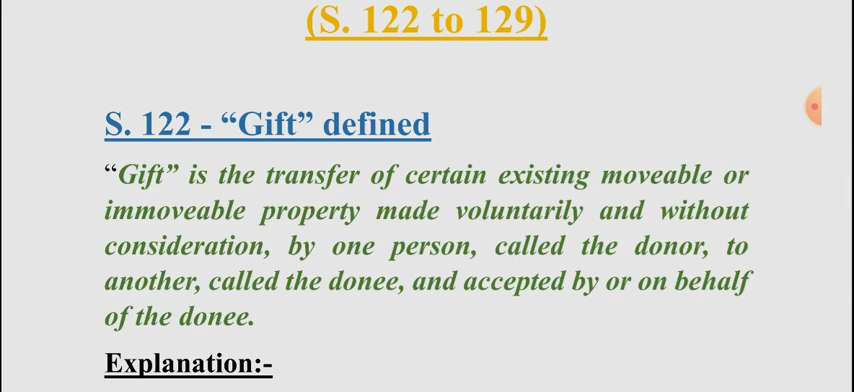 (S. 122 to 129)
S. 122 - “Gift” defined
“Gift” is the transfer of certain existing moveable or
immoveable property made voluntarily and without
consideration, by one person, called the donor, to
another, called the donee, and accepted by or on behalf
of the donee.
Explanation:-